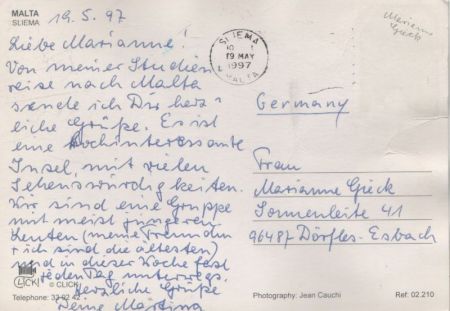 MALTA
SLIEMA
19.5.97
Liebe Marianne!
Von meiner Studien
reise nach Malta
sende ich Dir herz-
liche Grüße. Es ist
eine hochinteressante
Insel, mit vielen
Sehenswürdigkeiten.
Wir sind eine Gruppe
mit meist jüngeren
Leuten (meine Freundin
+ ich sind die ältesten)
und in dieser Woche fast
jeden Tag unterwegs.
Herzliche Grüße
Deine Martina
CLICK! © CLICK!
Telephone: 33 02 42
SLIEMA
19 MAY
1997
MALTA
Marianne
Gieck
Germany
Frau
Marianne Gieck
Sonnenleite 41
96487 Dörfles-Esbach
Photography: Jean Cauchi
Ref: 02.210